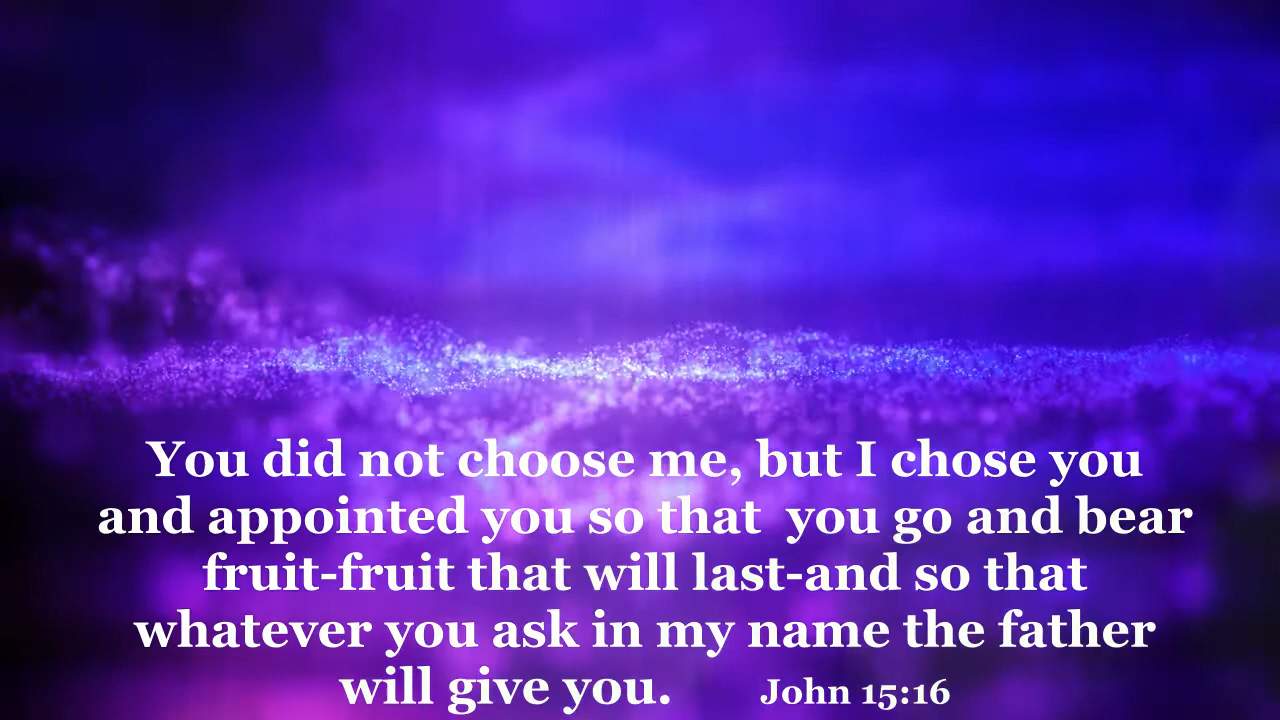 You did not choose me, but I chose you
and appointed you so that  you go and bear
fruit-fruit that will last-and so that
whatever you ask in my name the father
will give you. John 15:16